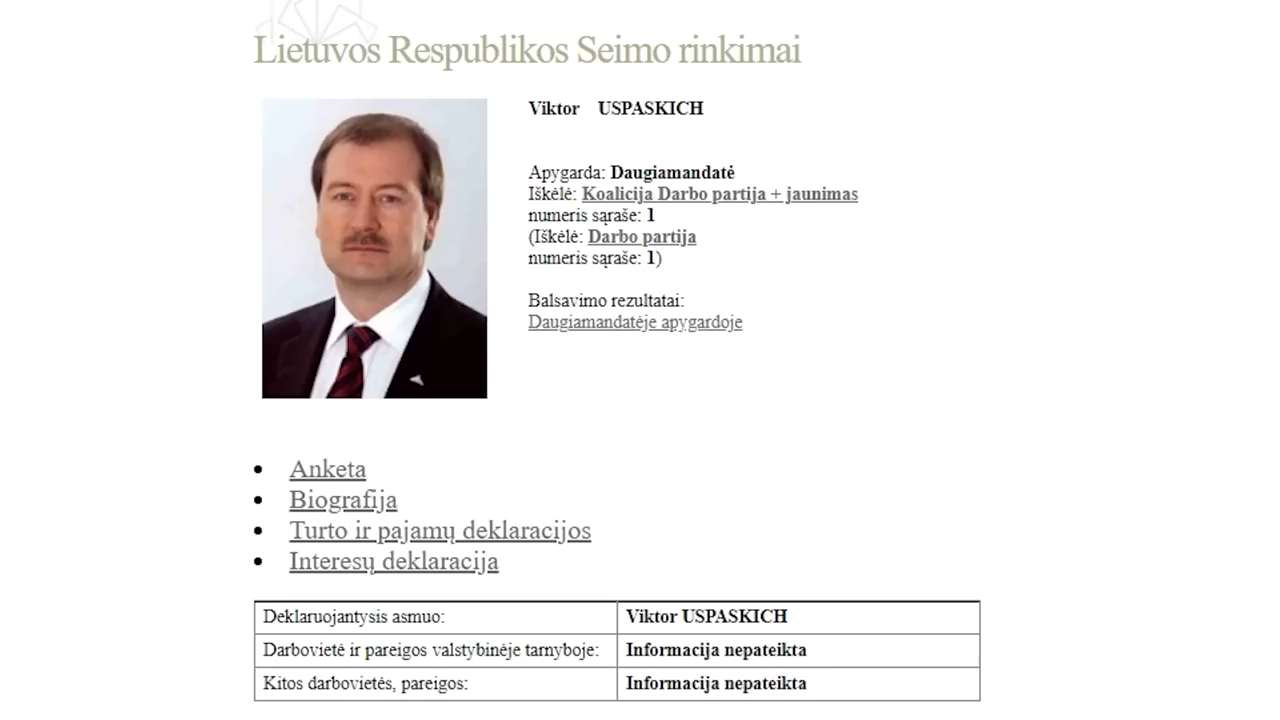 Lietuvos Respublikos Seimo rinkimai
Viktor USPASKICH
Apygarda: Daugiamandatė
Iškėlė: Koalicija Darbo partija + jaunimas
numeris sąraše: 1
(Iškėlė: Darbo partija
numeris sąraše: 1)
Balsavimo rezultatai:
Daugiamandatėje apygardoje
Anketa
Biografija
Turto ir pajamų deklaracijos
Interesų deklaracija
Deklaruojantysis asmuo: Viktor USPASKICH
Darbovietė ir pareigos valstybinėje tarnyboje: Informacija nepateikta
Kitos darbovietės, pareigos: Informacija nepateikta